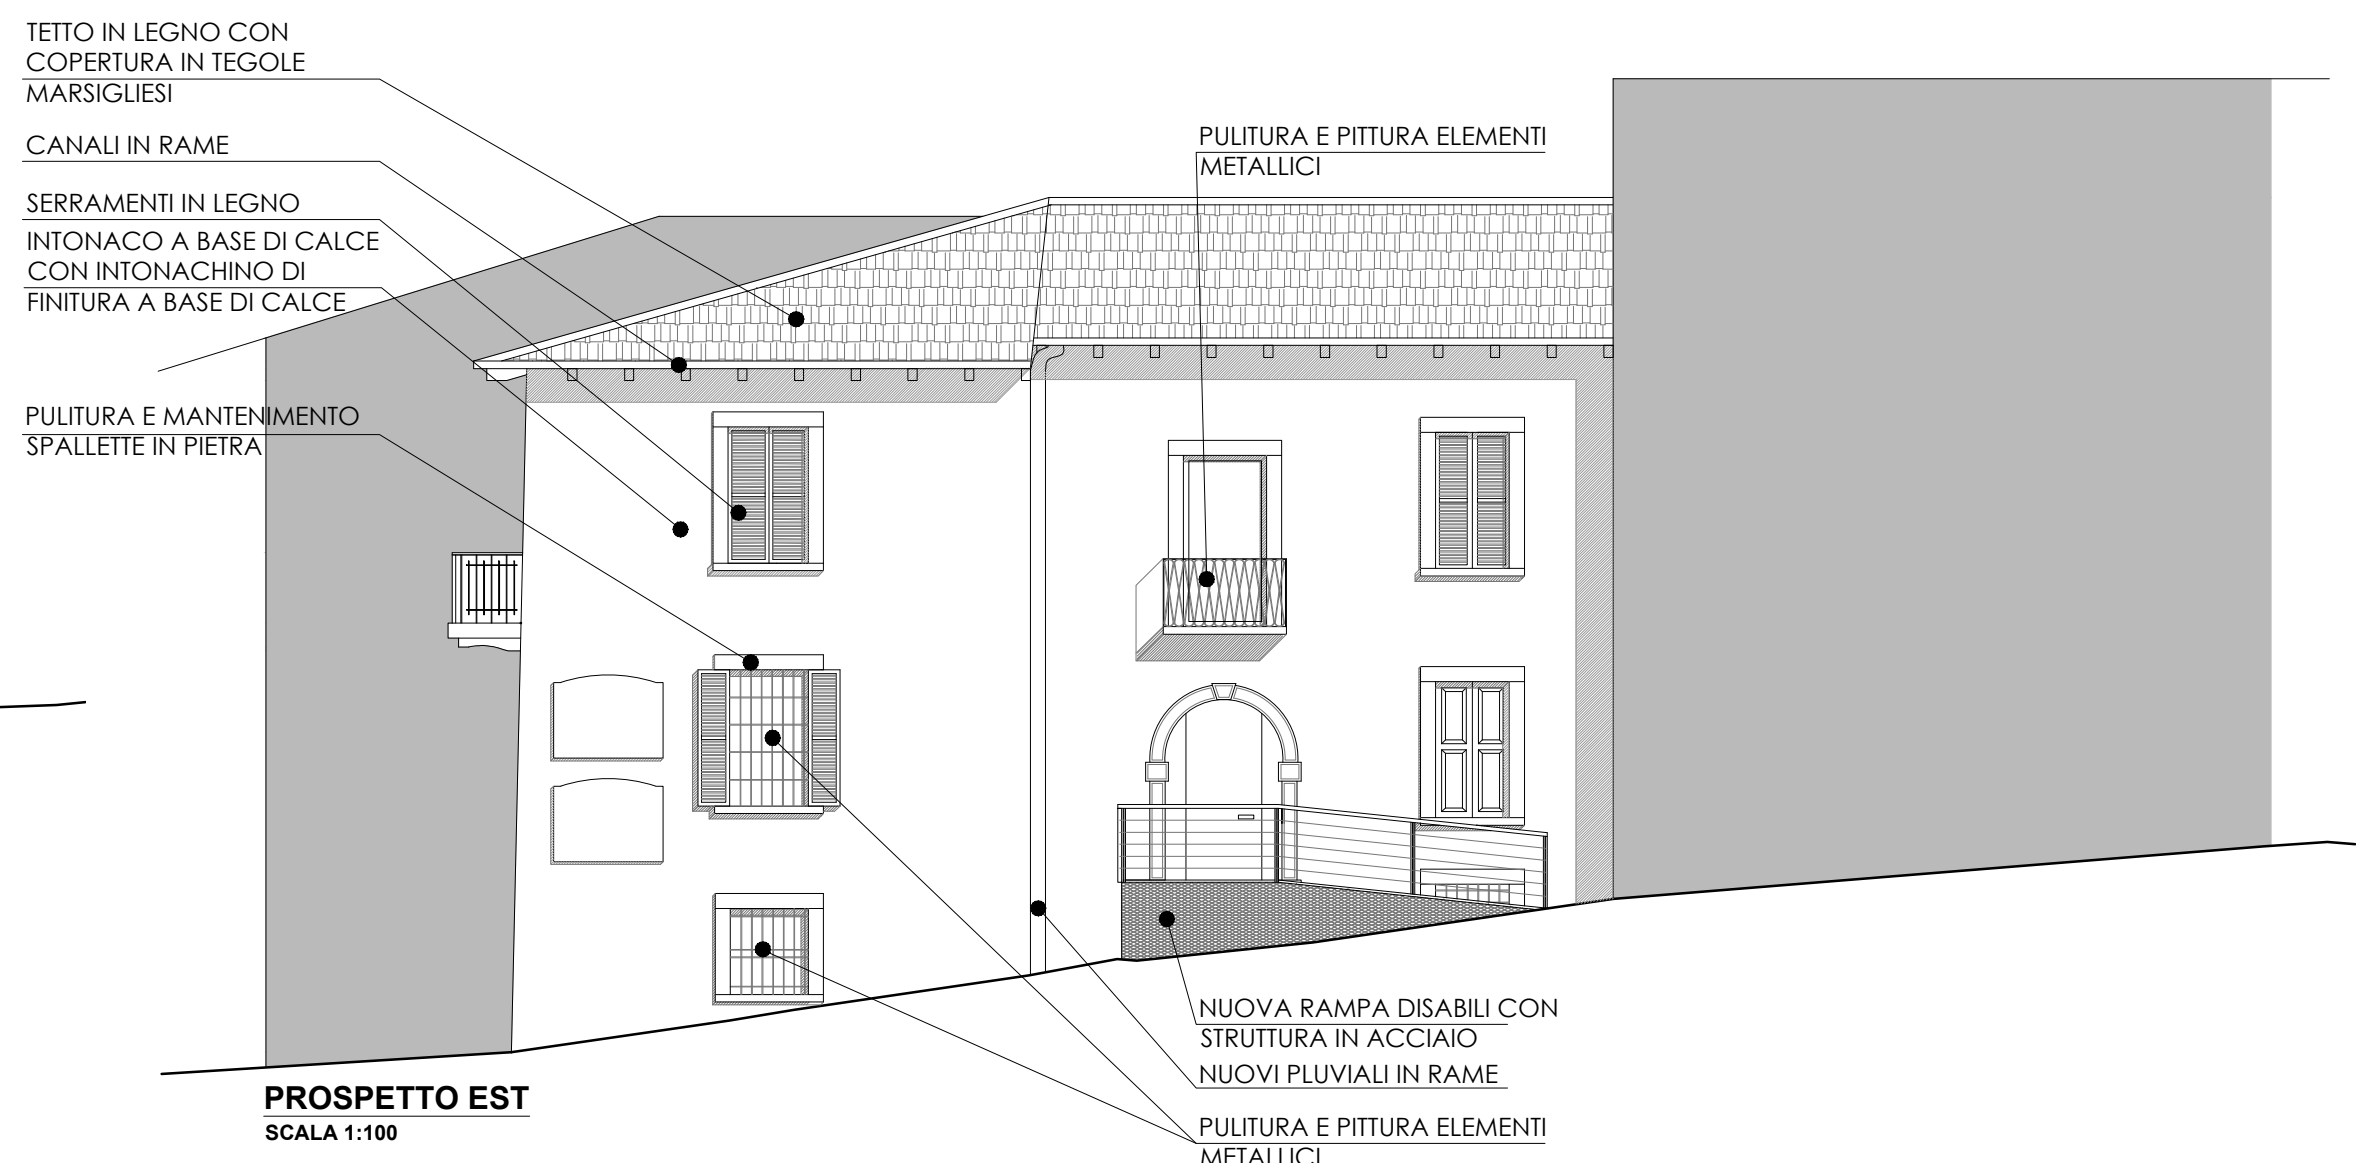 TETTO IN LEGNO CON
COPERTURA IN TEGOLE
MARSIGLIESI
CANALI IN RAME
SERRAMENTI IN LEGNO
INTONACO A BASE DI CALCE
CON INTONACHINO DI
FINITURA A BASE DI CALCE
PULITURA E MANTENIMENTO
SPALLETTE IN PIETRA
PULITURA E PITTURA ELEMENTI
METALLICI
NUOVA RAMPA DISABILI CON
STRUTTURA IN ACCIAIO
NUOVI PLUVIALI IN RAME
PULITURA E PITTURA ELEMENTI
METALLICI
PROSPETTO EST
SCALA 1:100